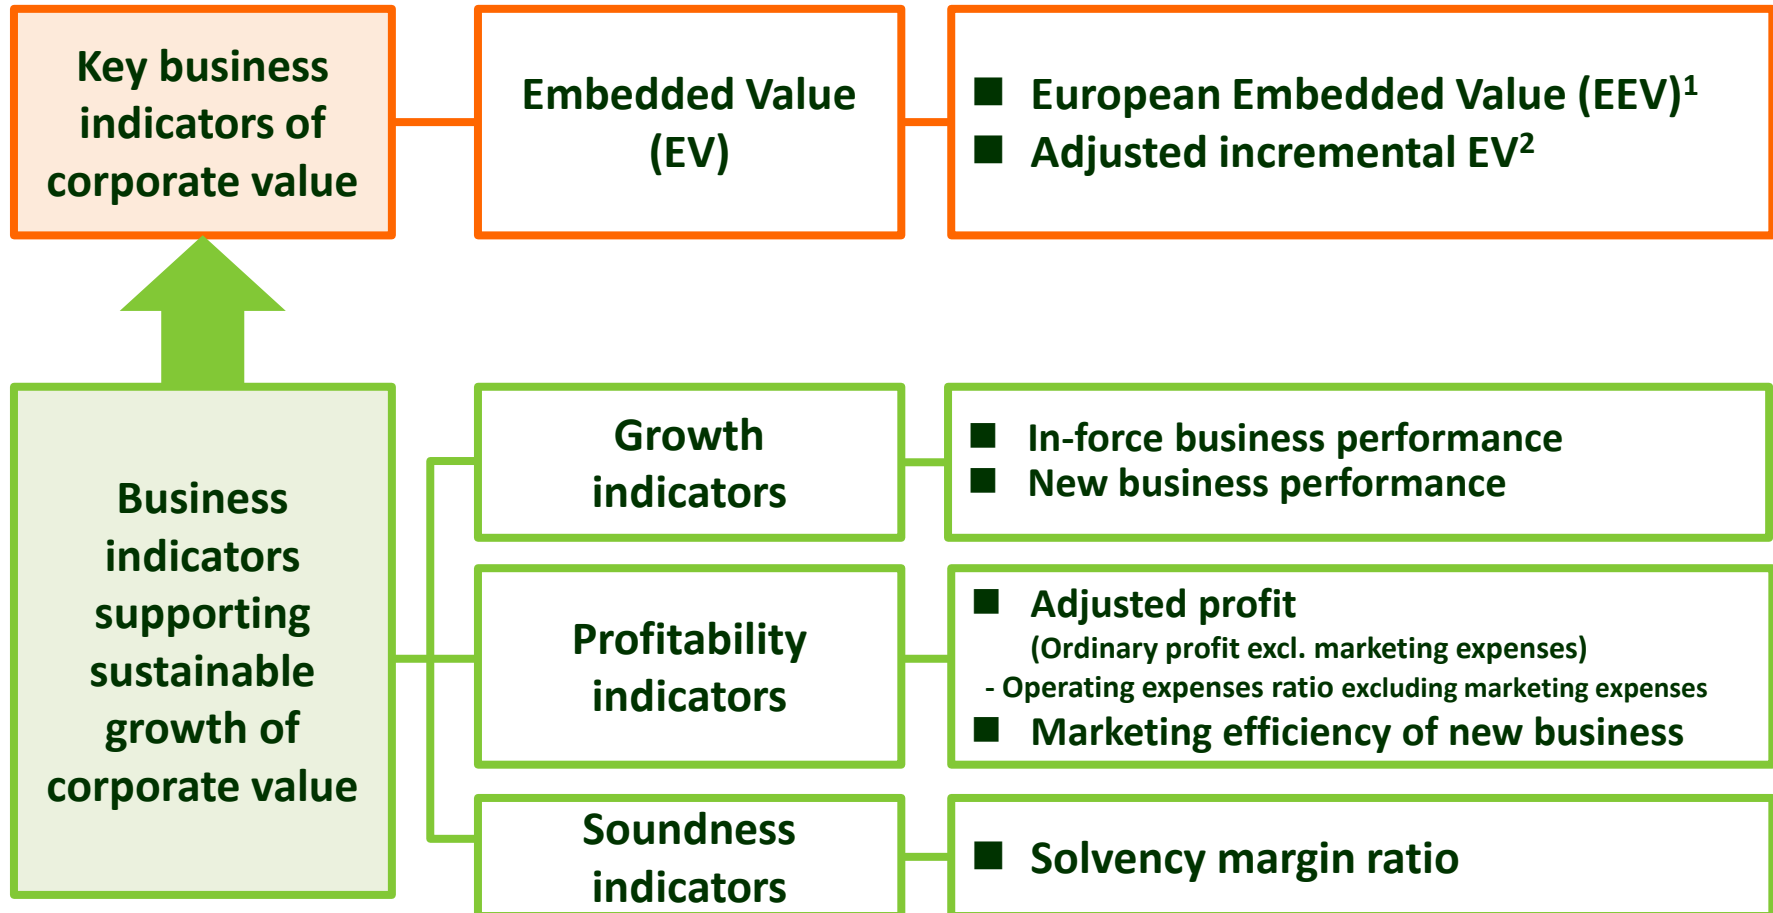 Key business
indicators of
corporate value
Embedded Value
(EV)
■ European Embedded Value (EEV)¹
■ Adjusted incremental EV²
Business
indicators
supporting
sustainable
growth of
corporate value
Growth
indicators
■ In-force business performance
■ New business performance
Profitability
indicators
■ Adjusted profit
(Ordinary profit excl. marketing expenses)
- Operating expenses ratio excluding marketing expenses
■ Marketing efficiency of new business
Soundness
indicators
■ Solvency margin ratio